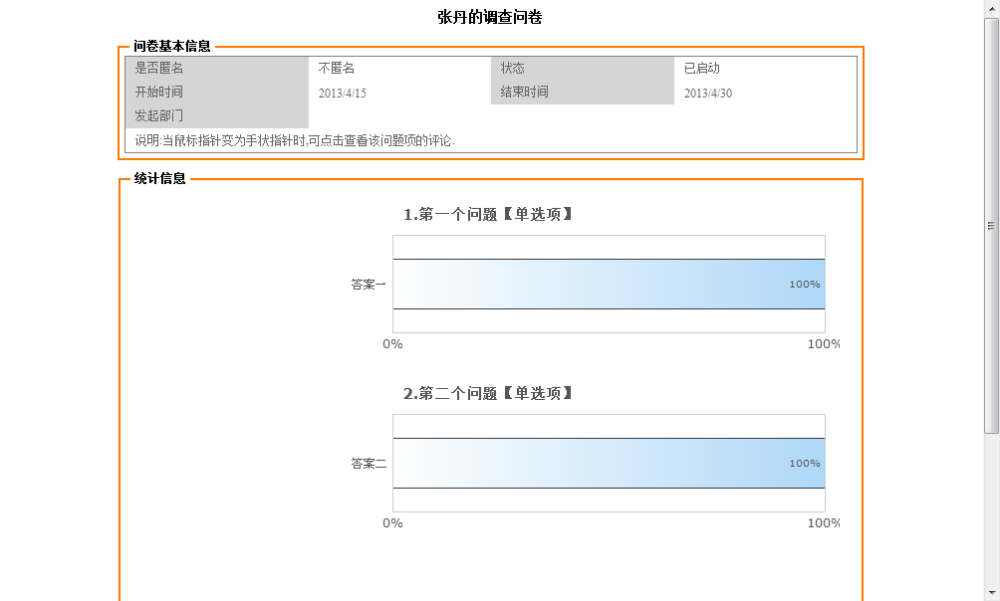 张丹的调查问卷
问卷基本信息
是否匿名 不匿名 状态 已启动
开始时间 2013/4/15 结束时间 2013/4/30
发起部门
说明:当鼠标指针变为手状指针时,可点击查看该问题项的评论.
统计信息
1.第一个问题【单选项】
答案一 100%
0% 100%
2.第二个问题【单选项】
答案二 100%
0% 100%